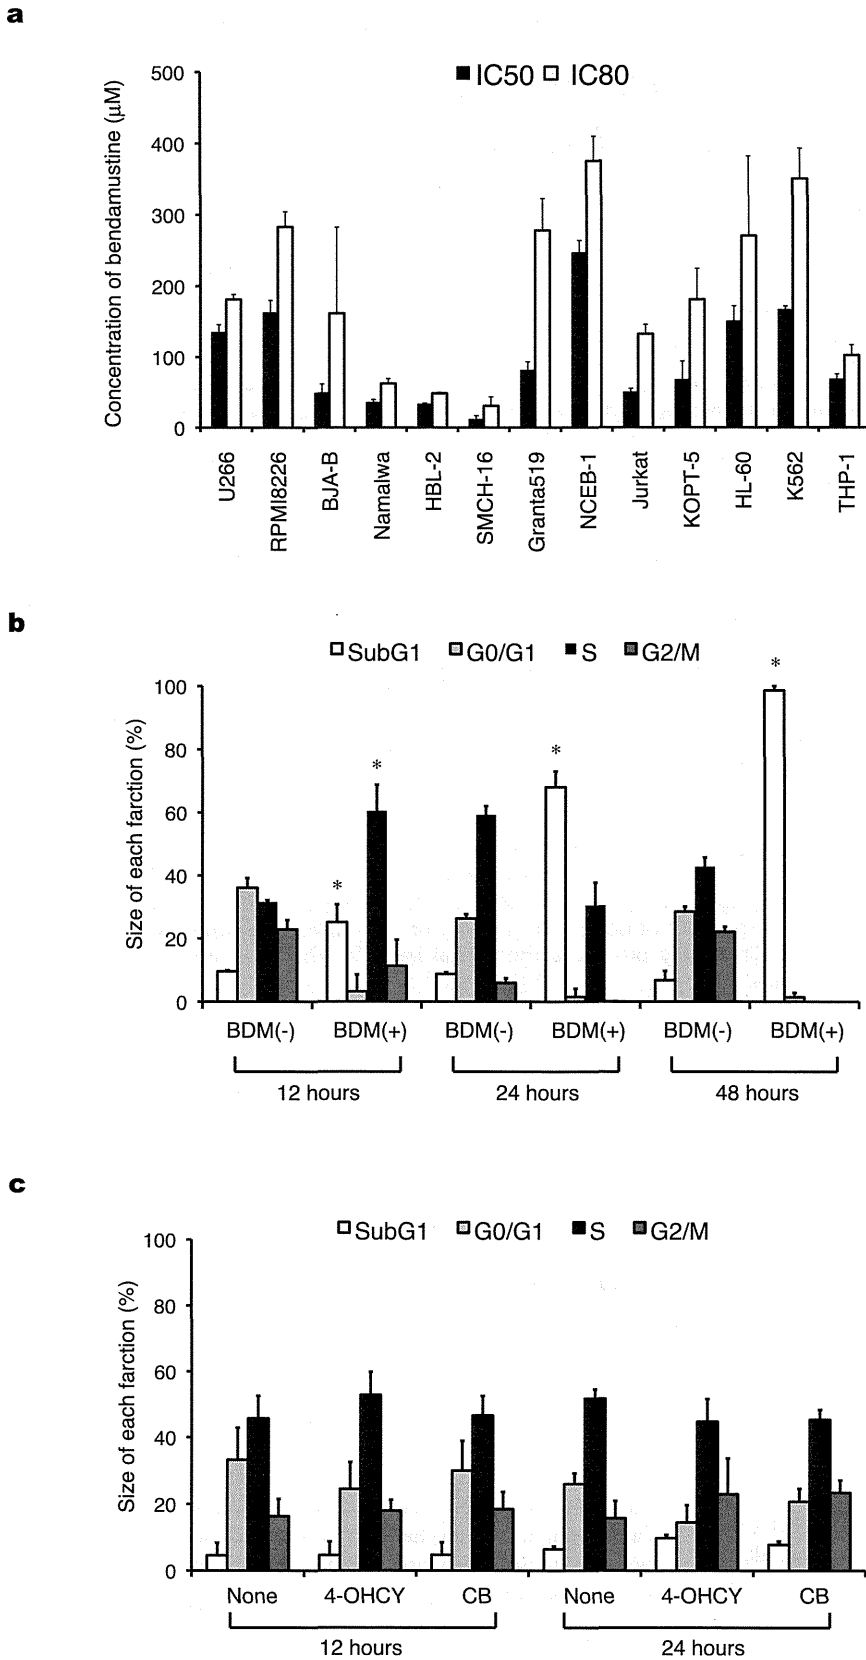 a
■ IC50 □ IC80
Concentration of bendamustine (μM)
500
400
300
200
100
0
U266
RPMI8226
BJA-B
Namalwa
HBL-2
SMCH-16
Granta519
NCEB-1
Jurkat
KOPT-5
HL-60
K562
THP-1
b
SubG1 G0/G1 S G2/M
Size of each farction (%)
100
80
60
40
20
0
* * * *
BDM(-) BDM(+) BDM(-) BDM(+) BDM(-) BDM(+)
12 hours 24 hours 48 hours
c
SubG1 G0/G1 S G2/M
Size of each farction (%)
100
80
60
40
20
0
None 4-OHCY CB None 4-OHCY CB
12 hours 24 hours